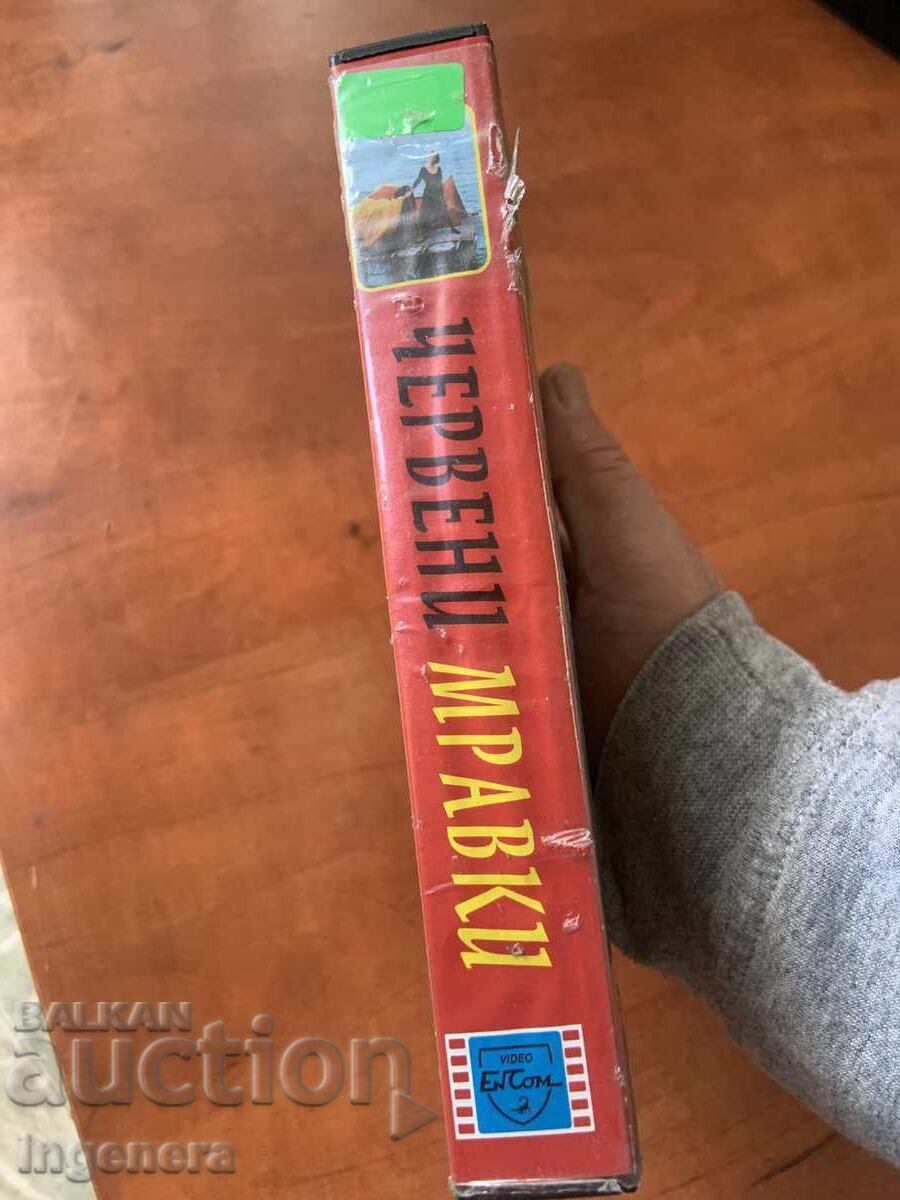 ЧЕРВЕНИ МРАВКИ
VIDEO
EnCom
BALKAN
auction
ingenera